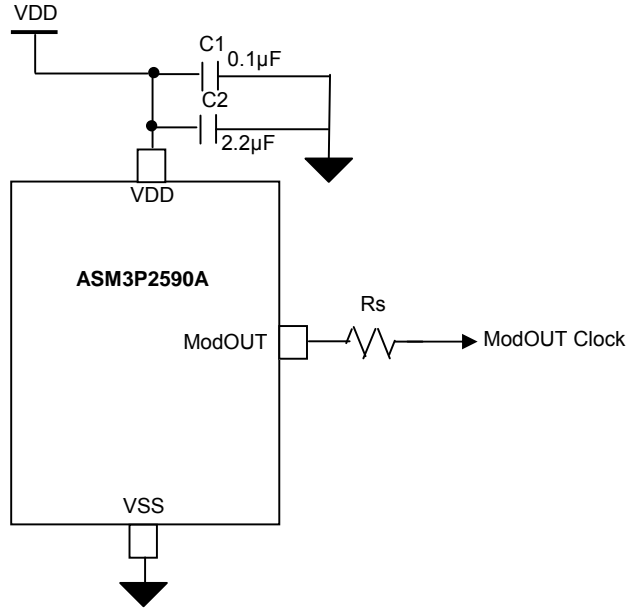 VDD
C1
0.1µF
C2
2.2µF
VDD
ASM3P2590A
Rs
ModOUT
ModOUT Clock
VSS